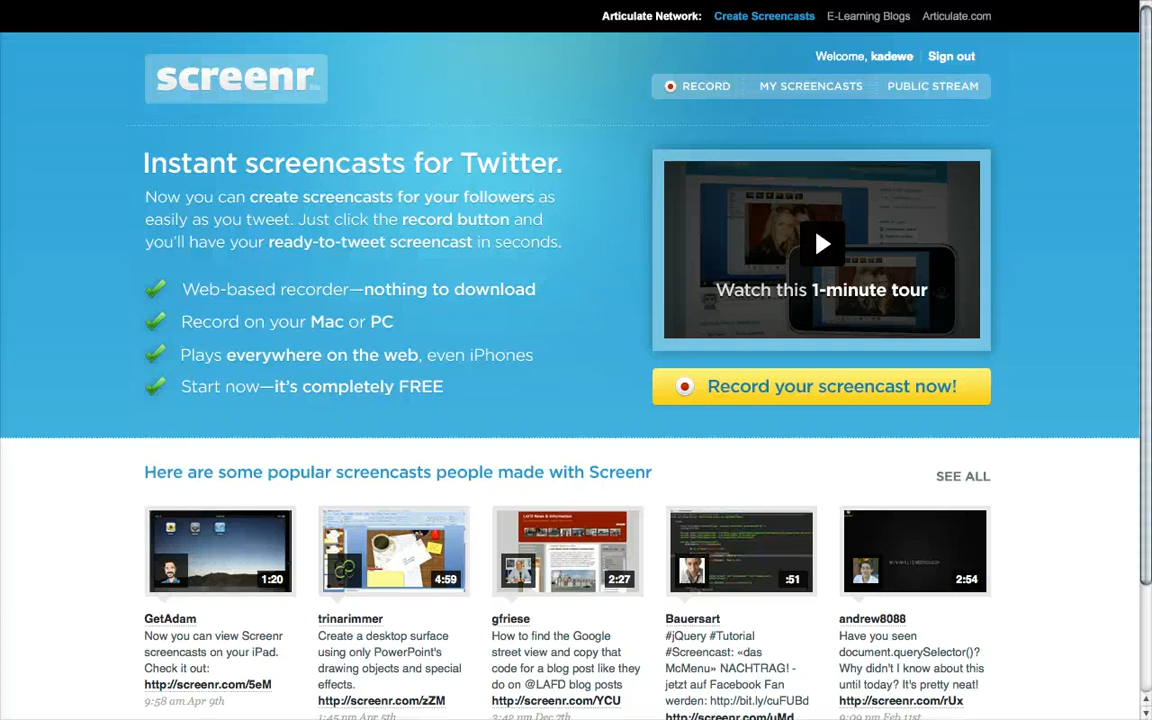 Articulate Network: Create Screencasts E-Learning Blogs Articulate.com
Welcome, kadewe Sign out
screenr
RECORD MY SCREENCASTS PUBLIC STREAM
Instant screencasts for Twitter.
Now you can create screencasts for your followers as
easily as you tweet. Just click the record button and
you'll have your ready-to-tweet screencast in seconds.
Web-based recorder—nothing to download
Record on your Mac or PC
Plays everywhere on the web, even iPhones
Start now—it's completely FREE
Watch this 1-minute tour
Record your screencast now!
Here are some popular screencasts people made with Screenr
SEE ALL
1:20
4:59
LAFD News & Information
2:27
:51
2:54
GetAdam
Now you can view Screenr
screencasts on your iPad.
Check it out:
http://screenr.com/5eM
9:58 am Apr 9th
trinarimmer
Create a desktop surface
using only PowerPoint's
drawing objects and special
effects.
http://screenr.com/zZM
1:45 pm Apr 5th
gfriese
How to find the Google
street view and copy that
code for a blog post like they
do on @LAFD blog posts
http://screenr.com/YCU
3:42 pm Dec 7th
Bauersart
#jQuery #Tutorial
#Screencast: «das
McMenu» NACHTRAG! -
jetzt auf Facebook Fan
werden: http://bit.ly/cuFUBd
http://screenr.com/uMd
andrew8088
Have you seen
document.querySelector()?
Why didn't I know about this
until today? It's pretty neat!
http://screenr.com/rUx
9:09 pm Feb 11st